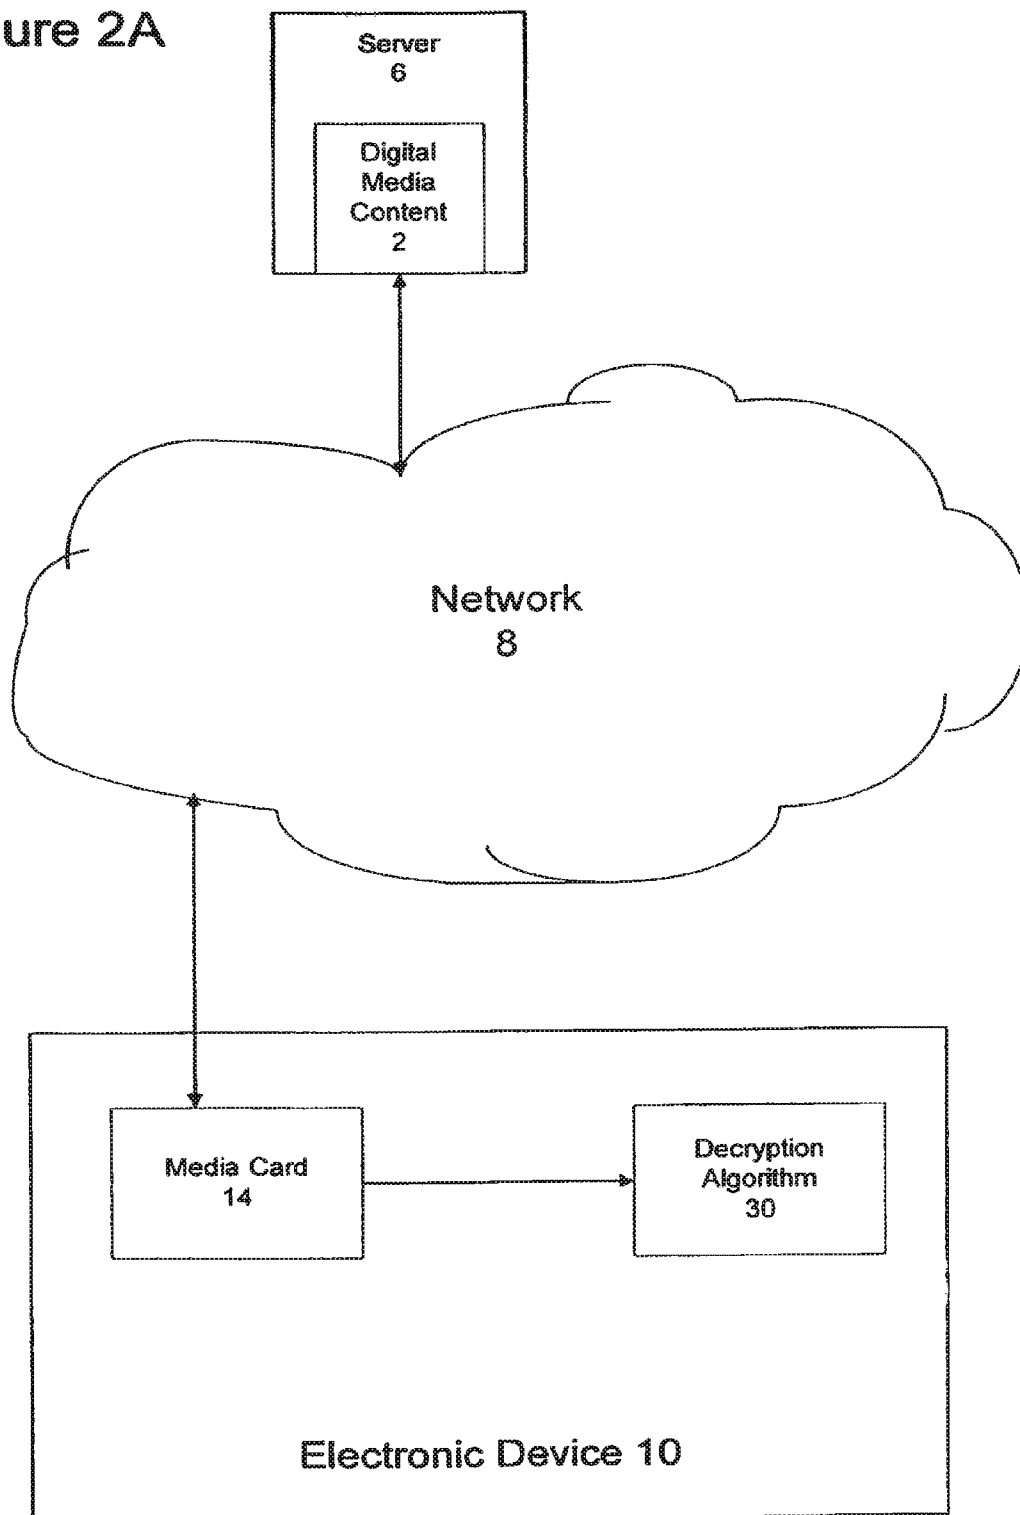 ure 2A
Server
6
Digital
Media
Content
2
Network
8
Media Card
14
Decryption
Algorithm
30
Electronic Device 10